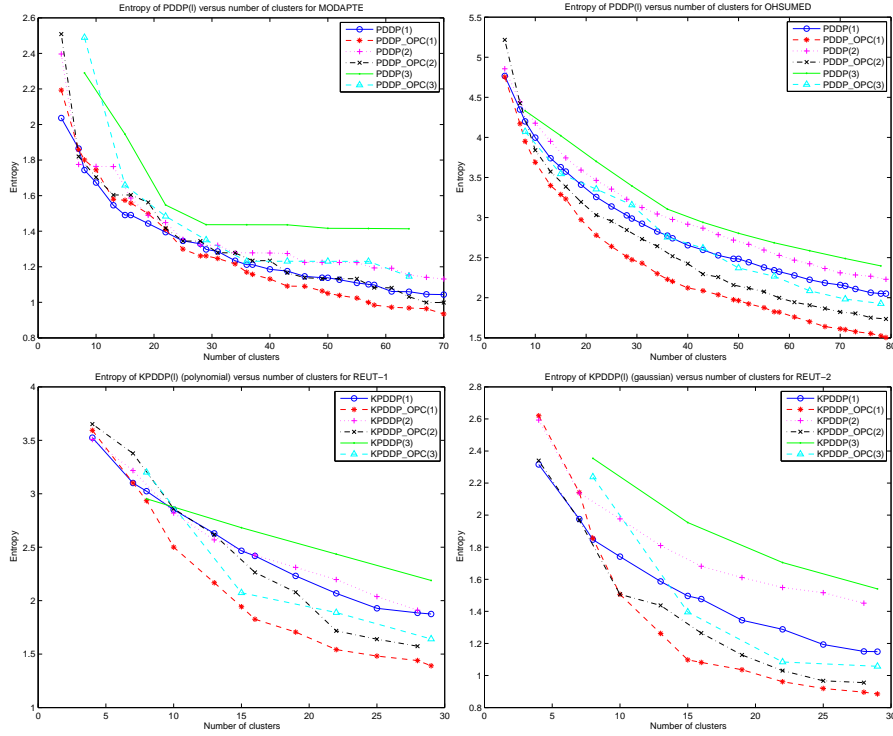 Entropy of PDDP(l) versus number of clusters for MODAPTE
2.6
2.4
2.2
2
1.8
1.6
1.4
1.2
1
0.8
Entropy
0 10 20 30 40 50 60 70
Number of clusters
PDDP(1)
PDDP_OPC(1)
PDDP(2)
PDDP_OPC(2)
PDDP(3)
PDDP_OPC(3)
Entropy of PDDP(l) versus number of clusters for OHSUMED
5.5
5
4.5
4
3.5
3
2.5
2
1.5
Entropy
0 10 20 30 40 50 60 70 80
Number of clusters
PDDP(1)
PDDP_OPC(1)
PDDP(2)
PDDP_OPC(2)
PDDP(3)
PDDP_OPC(3)
Entropy of KPDDP(l) (polynomial) versus number of clusters for REUT-1
4
3.5
3
2.5
2
1.5
1
Entropy
0 5 10 15 20 25 30
Number of clusters
KPDDP(1)
KPDDP_OPC(1)
KPDDP(2)
KPDDP_OPC(2)
KPDDP(3)
KPDDP_OPC(3)
Entropy of KPDDP(l) (gaussian) versus number of clusters for REUT-2
2.8
2.6
2.4
2.2
2
1.8
1.6
1.4
1.2
1
0.8
Entropy
0 5 10 15 20 25 30
Number of clusters
KPDDP(1)
KPDDP_OPC(1)
KPDDP(2)
KPDDP_OPC(2)
KPDDP(3)
KPDDP_OPC(3)